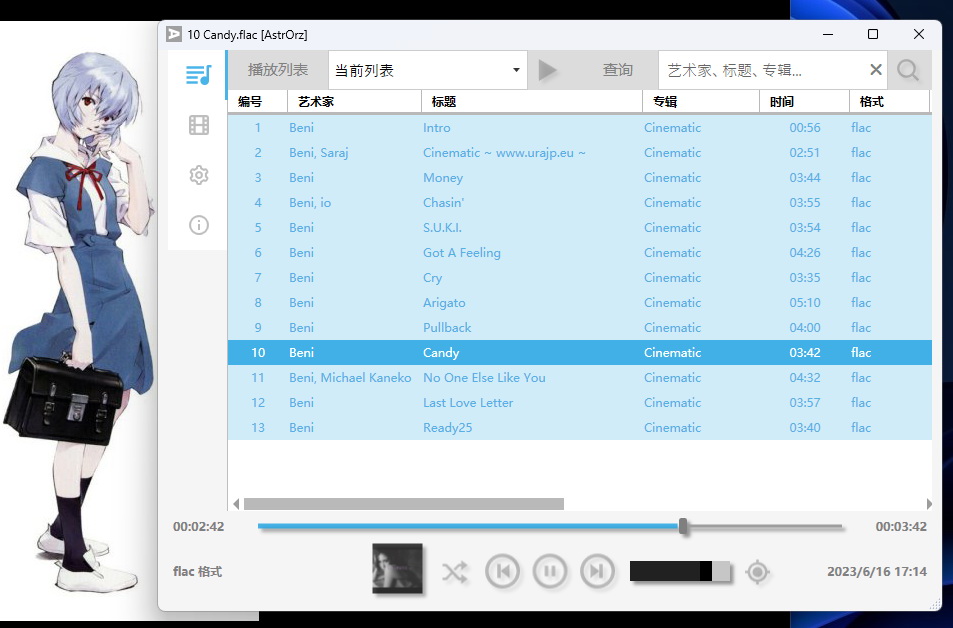 10 Candy.flac [AstrOrz]
播放列表 当前列表 查询 艺术家、标题、专辑...
编号 艺术家 标题 专辑 时间 格式
1 Beni Intro Cinematic 00:56 flac
2 Beni, Saraj Cinematic ~ www.urajp.eu ~ Cinematic 02:51 flac
3 Beni Money Cinematic 03:44 flac
4 Beni, io Chasin' Cinematic 03:55 flac
5 Beni S.U.K.I. Cinematic 03:54 flac
6 Beni Got A Feeling Cinematic 04:26 flac
7 Beni Cry Cinematic 03:35 flac
8 Beni Arigato Cinematic 05:10 flac
9 Beni Pullback Cinematic 04:00 flac
10 Beni Candy Cinematic 03:42 flac
11 Beni, Michael Kaneko No One Else Like You Cinematic 04:32 flac
12 Beni Last Love Letter Cinematic 03:57 flac
13 Beni Ready25 Cinematic 03:40 flac
00:02:42 00:03:42
flac 格式 2023/6/16 17:14